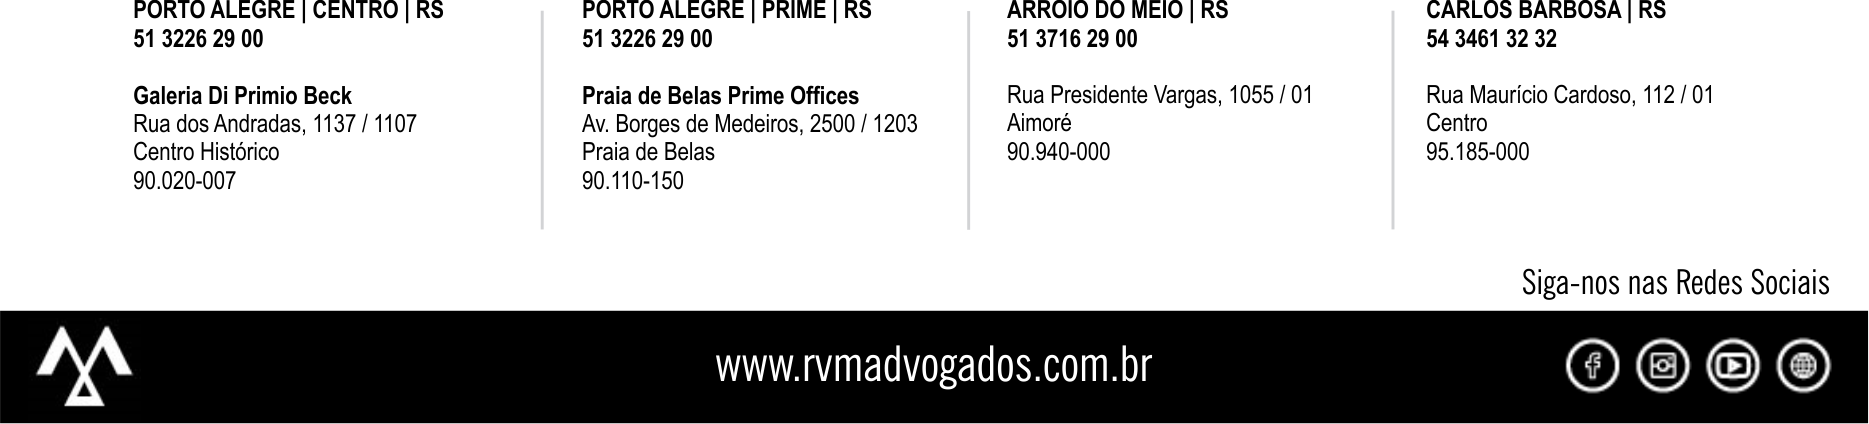 PORTO ALEGRE | CENTRO | RS
51 3226 29 00
Galeria Di Primio Beck
Rua dos Andradas, 1137 / 1107
Centro Histórico
90.020-007
PORTO ALEGRE | PRIME | RS
51 3226 29 00
Praia de Belas Prime Offices
Av. Borges de Medeiros, 2500 / 1203
Praia de Belas
90.110-150
ARROIO DO MEIO | RS
51 3716 29 00
Rua Presidente Vargas, 1055 / 01
Aimoré
90.940-000
CARLOS BARBOSA | RS
54 3461 32 32
Rua Maurício Cardoso, 112 / 01
Centro
95.185-000
Siga-nos nas Redes Sociais
www.rvmadvogados.com.br